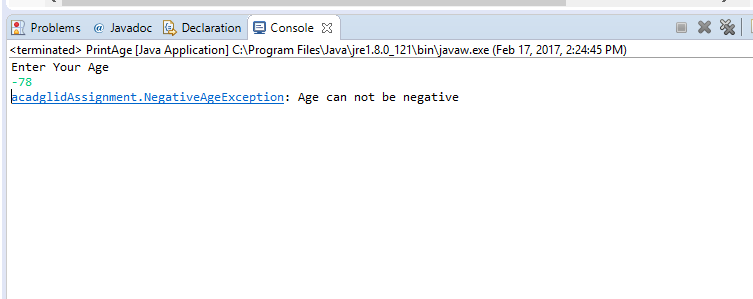 Problems @ Javadoc Declaration Console
<terminated> PrintAge [Java Application] C:\Program Files\Java\jre1.8.0_121\bin\javaw.exe (Feb 17, 2017, 2:24:45 PM)
Enter Your Age
-78
acadglidAssignment.NegativeAgeException: Age can not be negative